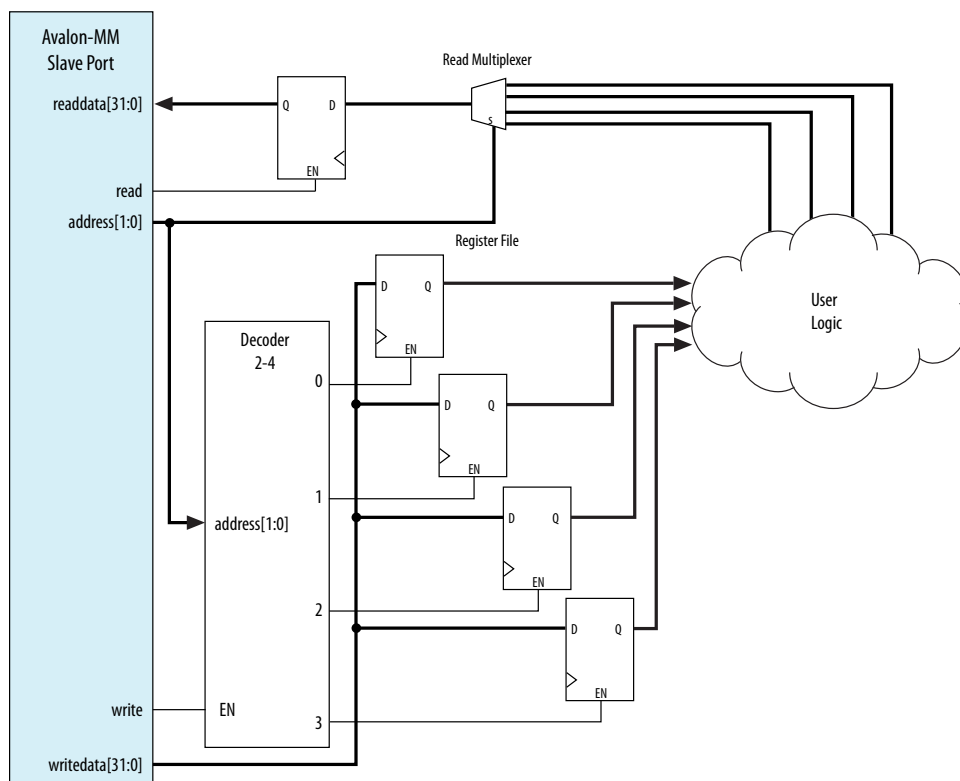 Avalon-MM
Slave Port
Read Multiplexer
readdata[31:0]
Q
D
s
EN
read
address[1:0]
Register File
D
Q
EN
User
Logic
Decoder
2-4
0
D
Q
EN
1
address[1:0]
D
Q
EN
2
D
Q
EN
write
EN
3
writedata[31:0]